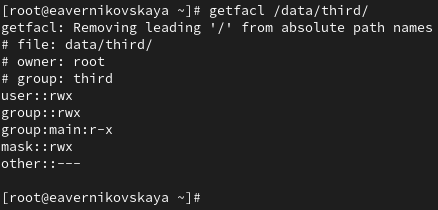 [root@eavernikovskaya ~]# getfacl /data/third/
getfacl: Removing leading '/' from absolute path names
# file: data/third/
# owner: root
# group: third
user::rwx
group::rwx
group:main:r-x
mask::rwx
other::---
[root@eavernikovskaya ~]#